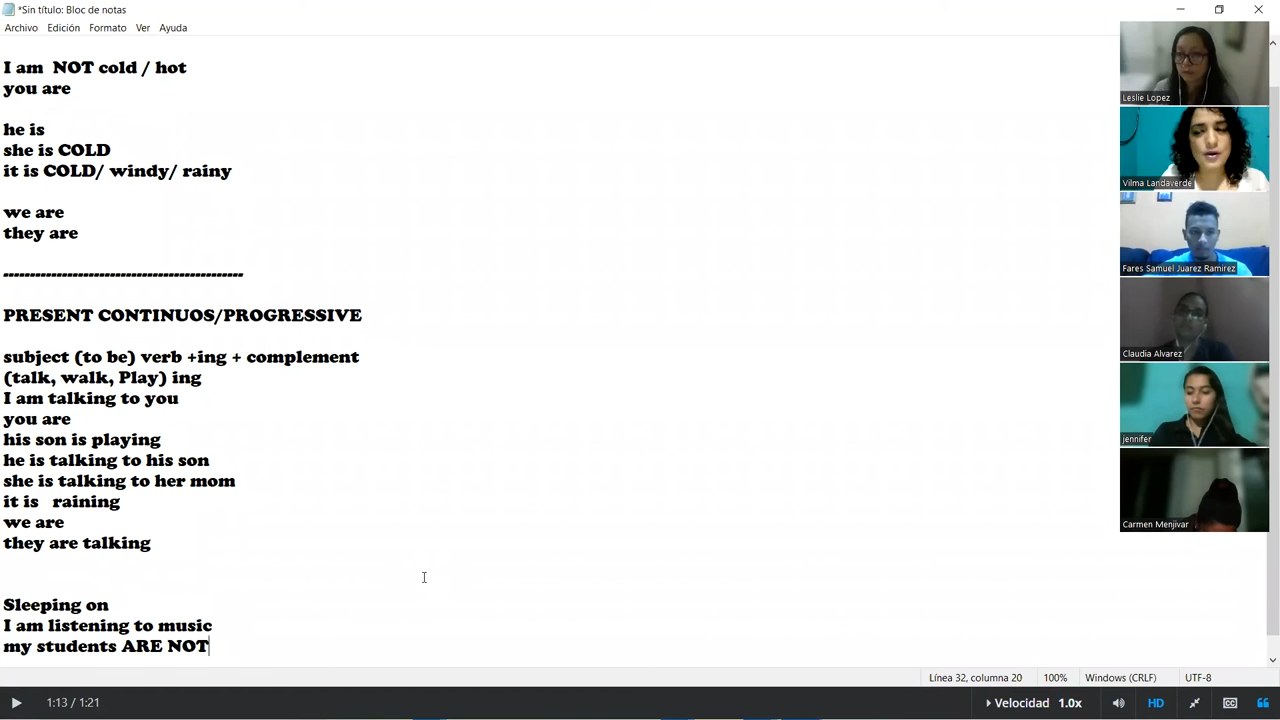 *Sin título: Bloc de notas
Archivo Edición Formato Ver Ayuda
I am  NOT cold / hot
you are
he is
she is COLD
it is COLD/ windy/ rainy
we are
they are
----------------------------------------------
PRESENT CONTINUOS/PROGRESSIVE
subject (to be) verb +ing + complement
(talk, walk, Play) ing
I am talking to you
you are
his son is playing
he is talking to his son
she is talking to her mom
it is   raining
we are
they are talking
Sleeping on
I am listening to music
my students ARE NOT
Leslie Lopez
Vilma Landaverde
Fares Samuel Juarez Ramirez
Claudia Alvarez
jennifer
Carmen Menjivar
Línea 32, columna 20 100% Windows (CRLF) UTF-8
1:13 / 1:21 Velocidad 1.0x HD CC